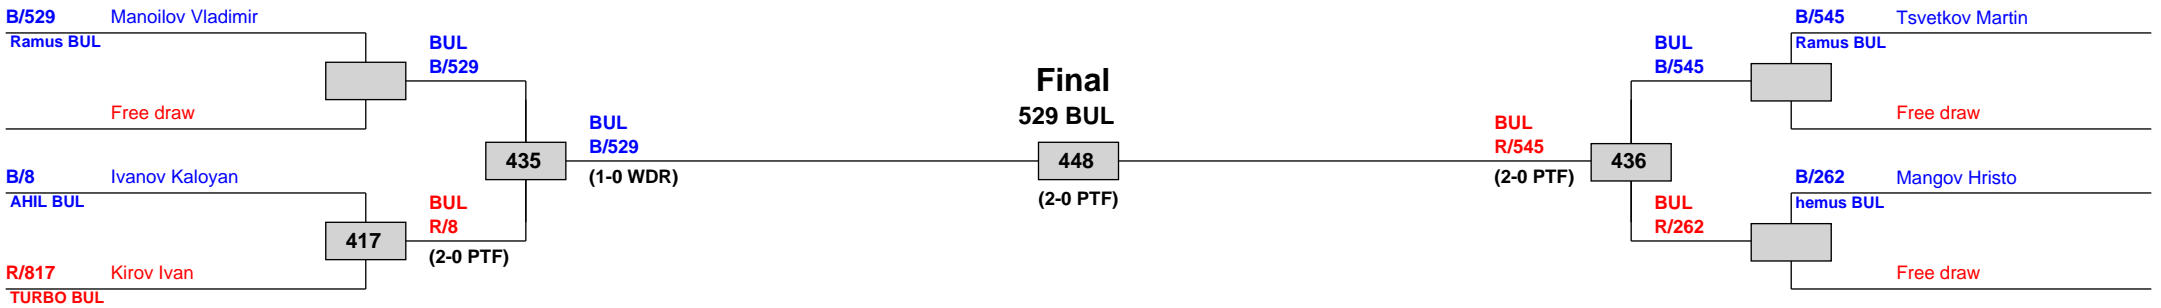 B/529 Manoilov Vladimir
Ramus BUL
Free draw
B/8 Ivanov Kaloyan
AHIL BUL
R/817 Kirov Ivan
TURBO BUL
BUL
B/529
417
BUL
R/8
(2-0 PTF)
435
BUL
B/529
(1-0 WDR)
Final
529 BUL
448
(2-0 PTF)
BUL
R/545
(2-0 PTF)
436
BUL
B/545
BUL
R/262
B/545 Tsvetkov Martin
Ramus BUL
Free draw
B/262 Mangov Hristo
hemus BUL
Free draw